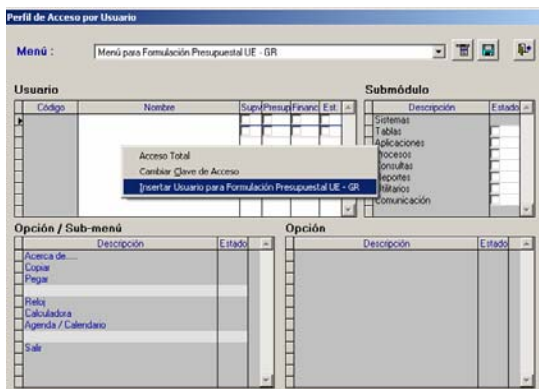 Perfil de Acceso por Usuario
Menú : Menú para Formulación Presupuestal UE - GR
Usuario
Submódulo
Código Nombre Supv Presup Financ Est
Descripción Estado
Sistemas
Tablas
Aplicaciones
Procesos
Consultas
Reportes
Utilitarios
Comunicación
Acceso Total
Cambiar Clave de Acceso
Insertar Usuario para Formulación Presupuestal UE - GR
Opción / Sub-menú
Opción
Descripción Estado
Descripción Estado
Acerca de.....
Copiar
Pegar
Reloj
Calculadora
Agenda / Calendario
Salir